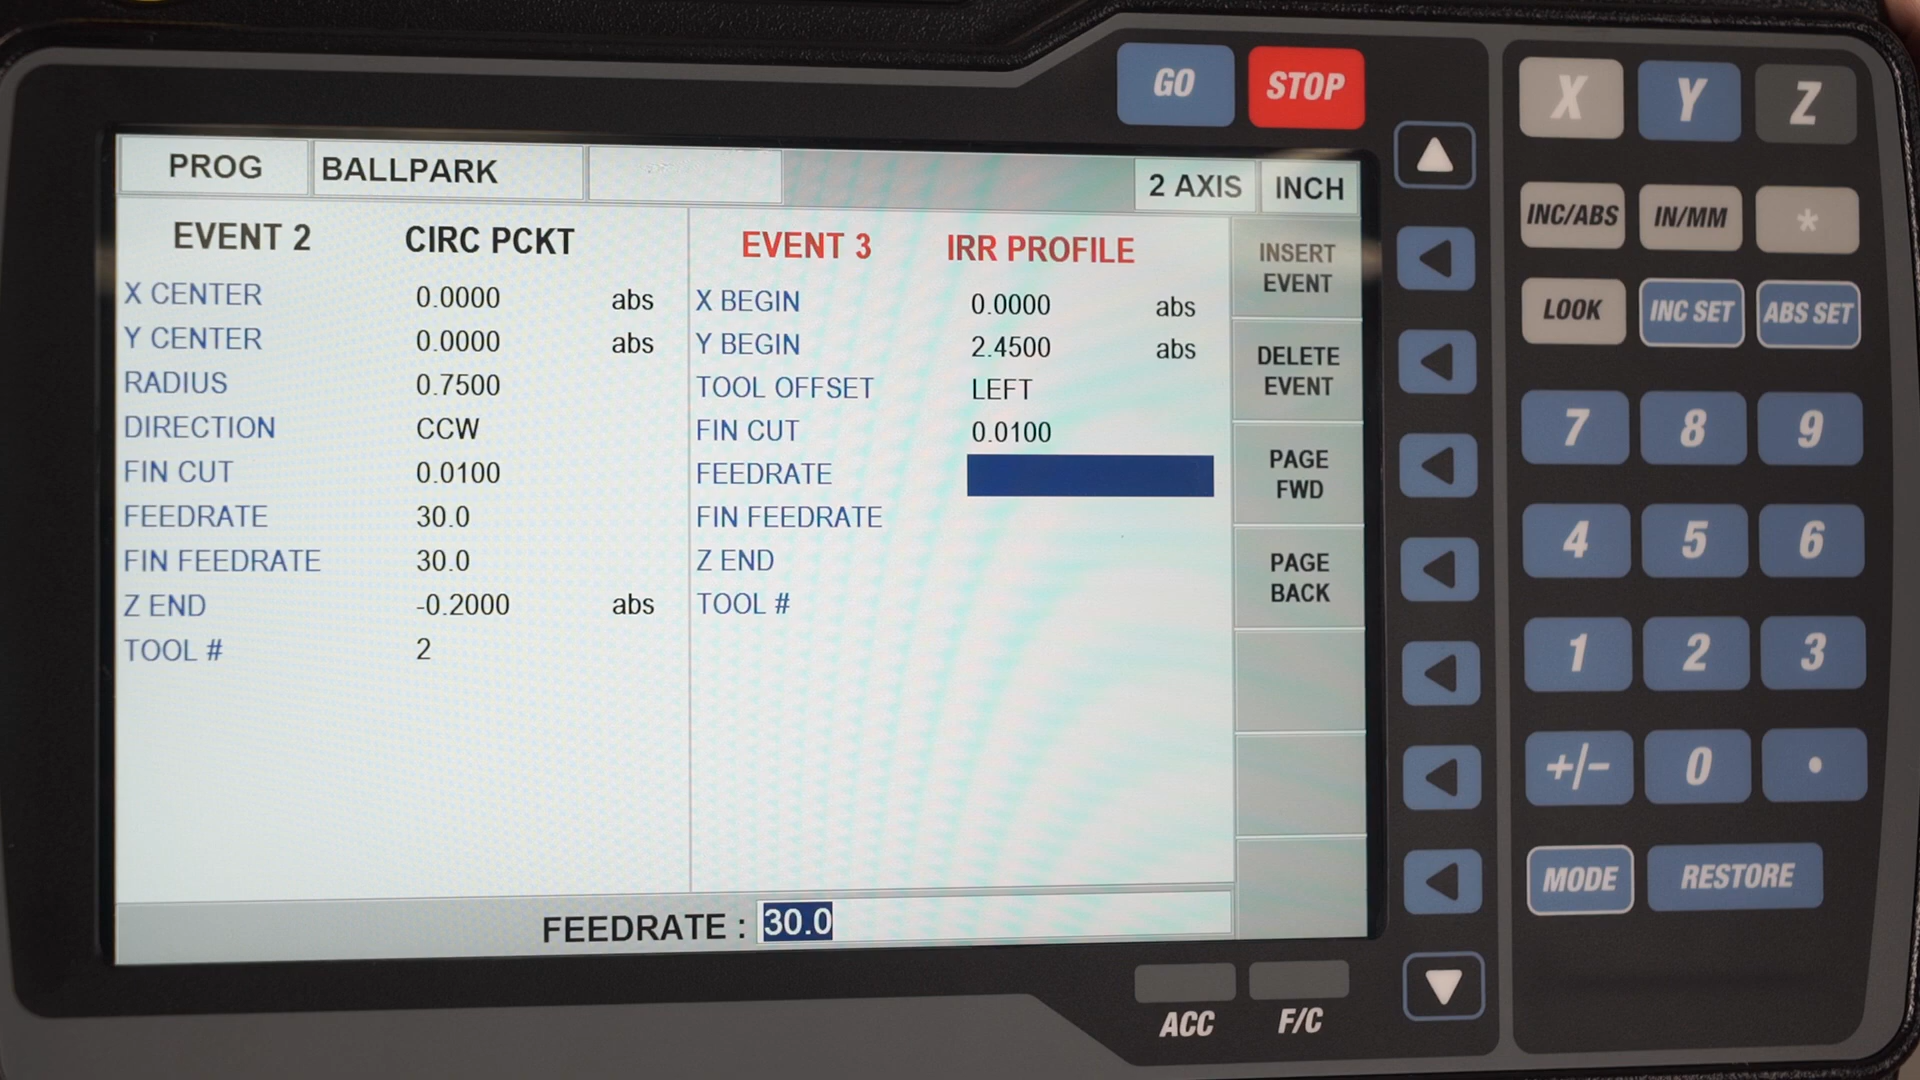 GO STOP
PROG BALLPARK 2 AXIS INCH
EVENT 2 CIRC PCKT
X CENTER 0.0000 abs
Y CENTER 0.0000 abs
RADIUS 0.7500
DIRECTION CCW
FIN CUT 0.0100
FEEDRATE 30.0
FIN FEEDRATE 30.0
Z END -0.2000 abs
TOOL # 2
EVENT 3 IRR PROFILE
X BEGIN 0.0000 abs
Y BEGIN 2.4500 abs
TOOL OFFSET LEFT
FIN CUT 0.0100
FEEDRATE
FIN FEEDRATE
Z END
TOOL #
INSERT
EVENT
DELETE
EVENT
PAGE
FWD
PAGE
BACK
FEEDRATE : 30.0
ACC F/C
X Y Z
INC/ABS IN/MM *
LOOK INC SET ABS SET
7 8 9
4 5 6
1 2 3
+/- 0 .
MODE RESTORE